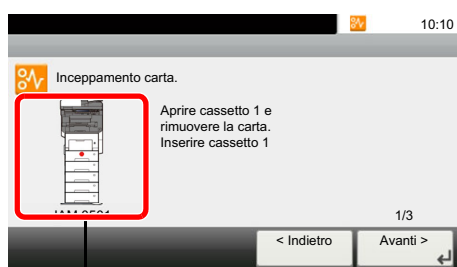 10:10
Inceppamento carta.
Aprire cassetto 1 e
rimuovere la carta.
Inserire cassetto 1
1/3
< Indietro
Avanti >